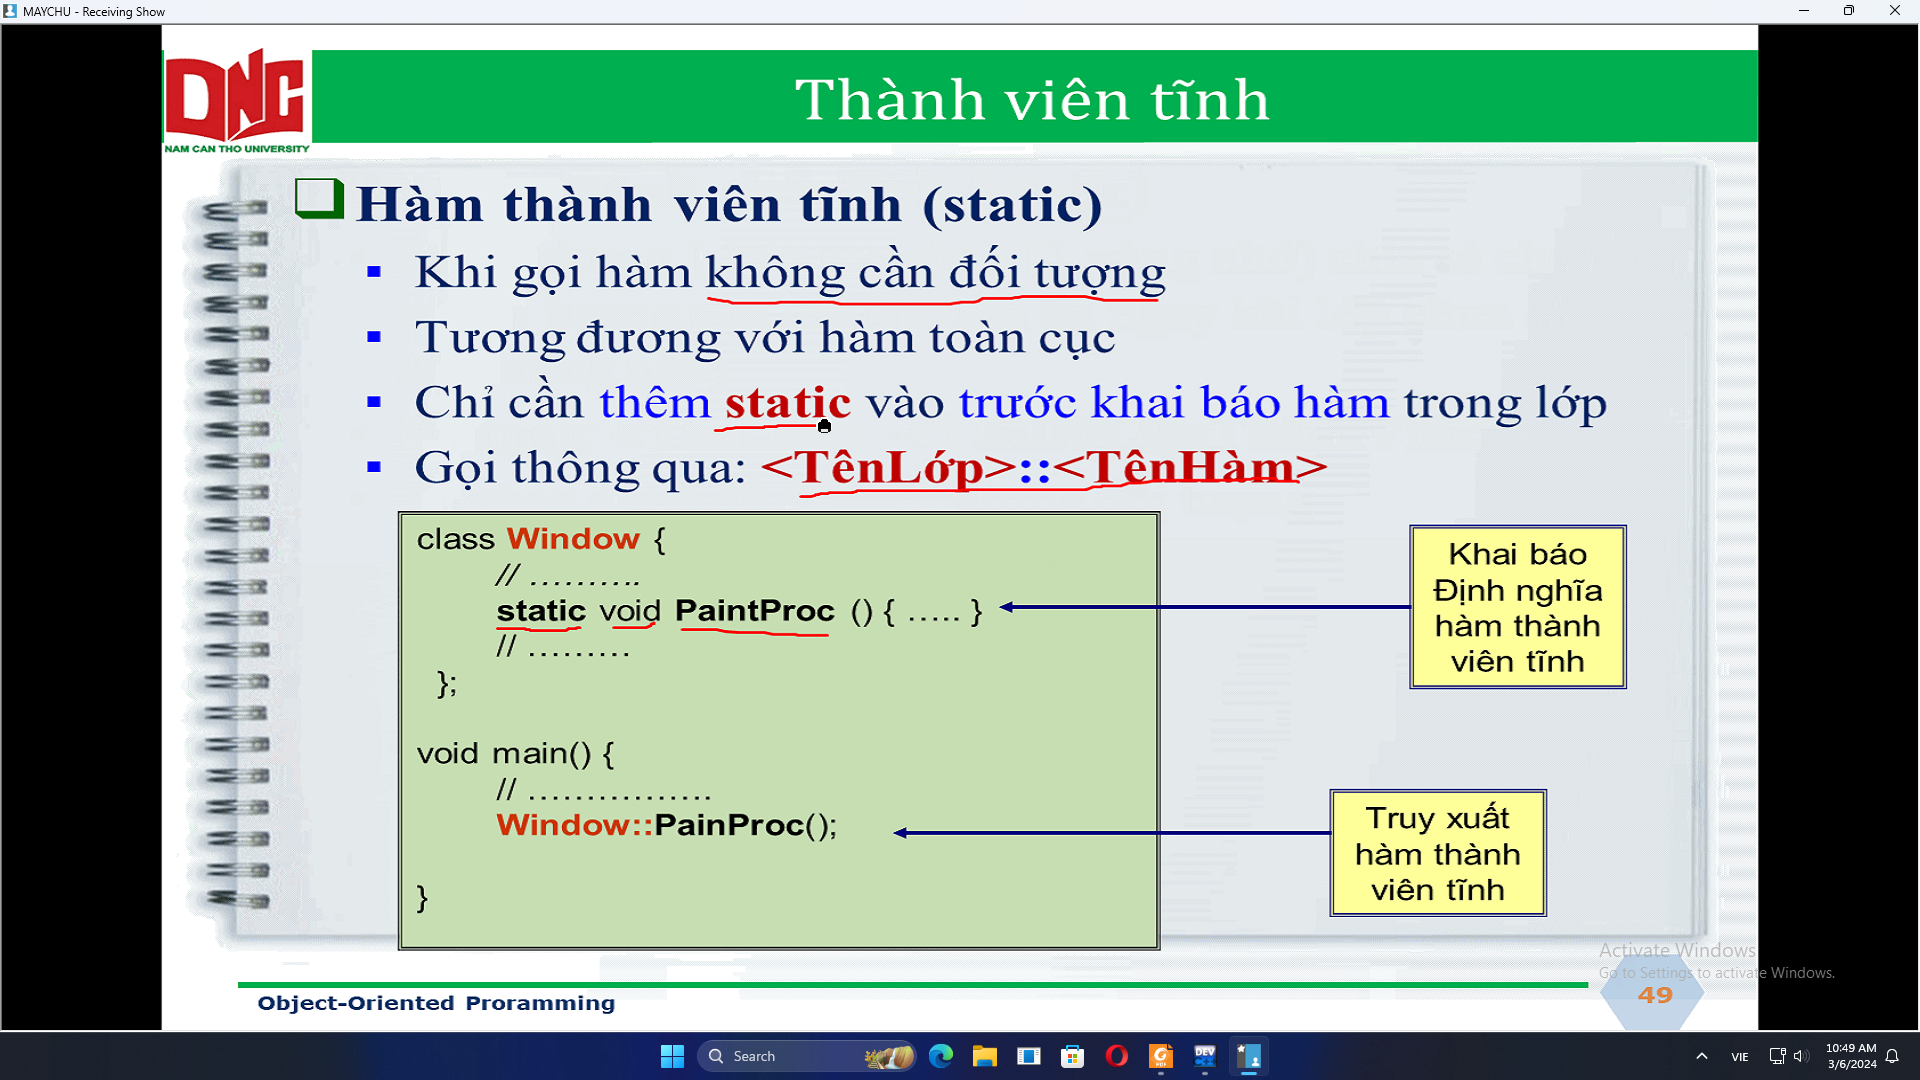 MAYCHU - Receiving Show
DNC
NAM CAN THO UNIVERSITY
Thành viên tĩnh
Hàm thành viên tĩnh (static)
Khi gọi hàm không cần đối tượng
Tương đương với hàm toàn cục
Chỉ cần thêm static vào trước khai báo hàm trong lớp
Gọi thông qua: <TênLớp>::<TênHàm>
class Window {
// ..........
static void PaintProc () { ..... }
// .........
};
void main() {
// ................
Window::PainProc();
}
Khai báo
Định nghĩa
hàm thành
viên tĩnh
Truy xuất
hàm thành
viên tĩnh
Activate Windows
Go to Settings to activate Windows.
Object-Oriented Proramming
49
Search
DEV
VIE
10:49 AM
3/6/2024